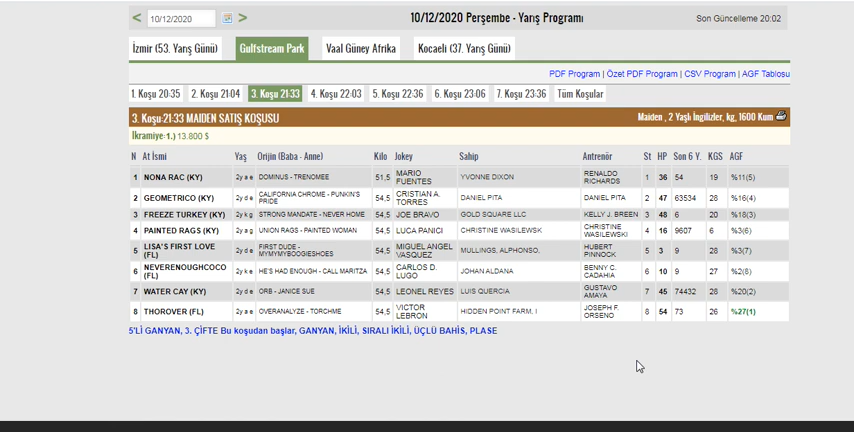 < 10/12/2020 > 10/12/2020 Perşembe - Yarış Programı Son Güncelleme 20:02
İzmir (53. Yarış Günü) Gulfstream Park Vaal Güney Afrika Kocaeli (37. Yarış Günü)
PDF Program | Özet PDF Program | CSV Program | AGF Tablosu
1. Koşu 20:35 2. Koşu 21:04 3. Koşu 21:33 4. Koşu 22:03 5. Koşu 22:36 6. Koşu 23:06 7. Koşu 23:36 Tüm Koşular
3. Koşu:21:33 MAIDEN SATIŞ KOŞUSU Maiden , 2 Yaşlı İngilizler, kg, 1600 Kum
İkramiye: 1.) 13.800 $
N At İsmi Yaş Orijin (Baba - Anne) Kilo Jokey Sahip Antrenör St HP Son 6 Y. KGS AGF
1 NONA RAC (KY) 2y a e DOMINUS - TRENOMEE 51,5 MARIO FUENTES YVONNE DIXON RENALDO RICHARDS 1 36 54 19 %11(5)
2 GEOMETRICO (KY) 2y d e CALIFORNIA CHROME - PUNKIN'S PRIDE 54,5 CRISTIAN A. TORRES DANIEL PITA DANIEL PITA 2 47 63534 28 %16(4)
3 FREEZE TURKEY (KY) 2y k g STRONG MANDATE - NEVER HOME 54,5 JOE BRAVO GOLD SQUARE LLC KELLY J. BREEN 3 48 6 20 %18(3)
4 PAINTED RAGS (KY) 2y a g UNION RAGS - PAINTED WOMAN 54,5 LUCA PANICI CHRISTINE WASILEWSK CHRISTINE WASILEWSKI 4 16 9607 6 %3(6)
5 LISA'S FIRST LOVE (FL) 2y d e FIRST DUDE - MYMYMYBOOGIESHOES 54,5 MIGUEL ANGEL VASQUEZ MULLINGS, ALPHONSO, HUBERT PINNOCK 5 3 9 28 %3(7)
6 NEVERENOUGHCOCO (FL) 2y k e HE'S HAD ENOUGH - CALL MARITZA 54,5 CARLOS D. LUGO JOHAN ALDANA BENNY C. CADAHIA 6 10 9 27 %2(8)
7 WATER CAY (KY) 2y d e ORB - JANICE SUE 54,5 LEONEL REYES LUIS QUERCIA GUSTAVO AMAYA 7 45 74432 28 %20(2)
8 THOROVER (FL) 2y a e OVERANALYZE - TORCHME 54,5 VICTOR LEBRON HIDDEN POINT FARM, I JOSEPH F. ORSENO 8 54 73 26 %27(1)
5'Lİ GANYAN, 3. ÇİFTE Bu koşudan başlar, GANYAN, İKİLİ, SIRALI İKİLİ, ÜÇLÜ BAHİS, PLASE